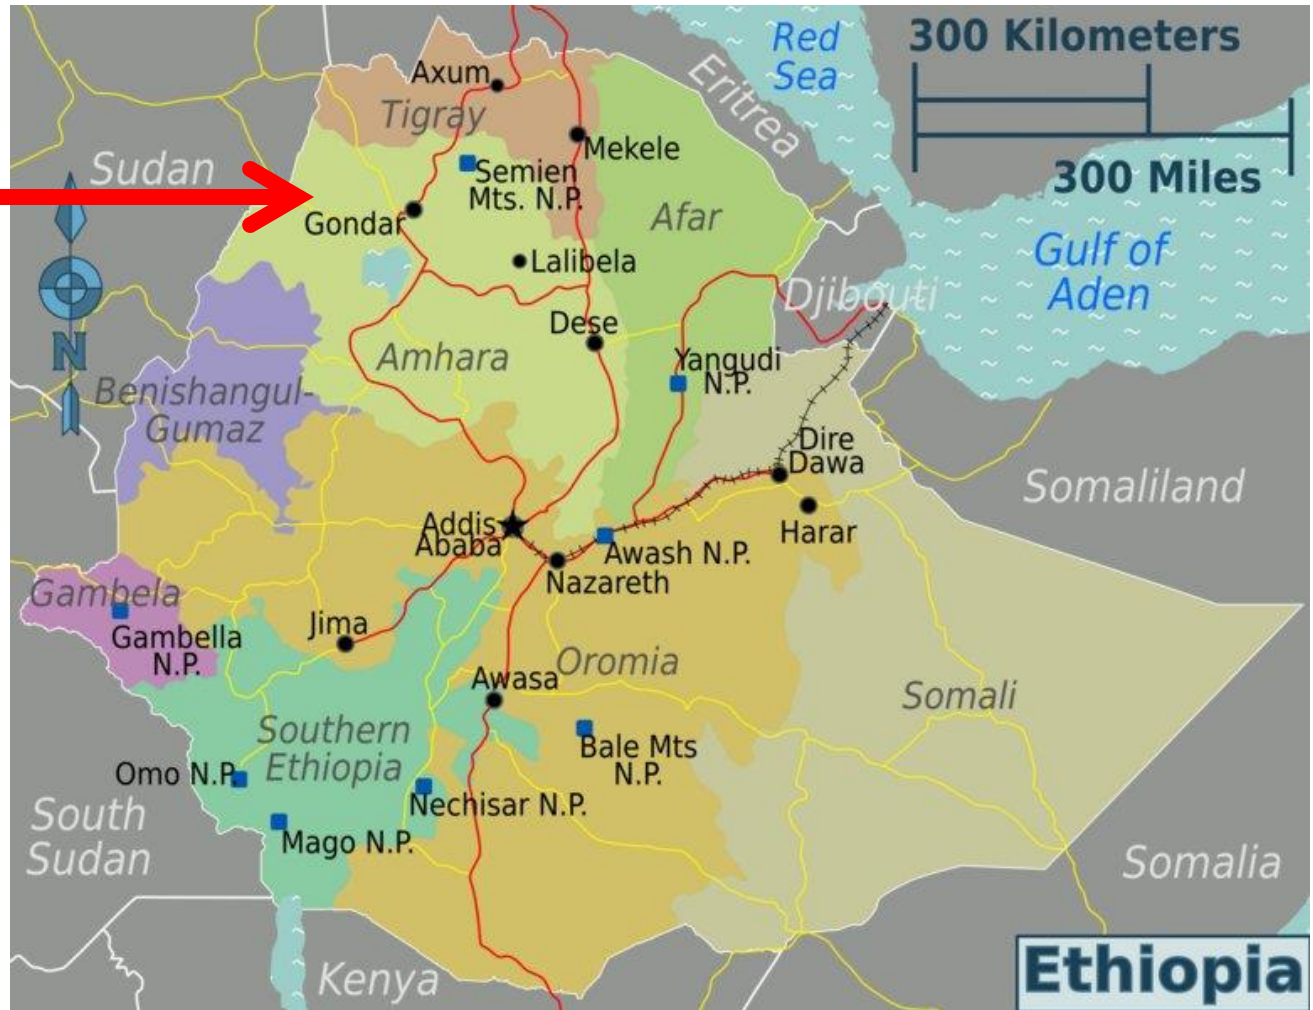 300 Kilometers
300 Miles
Red
Sea
Eritrea
Axum
Tigray
Sudan
Mekele
Semien
Mts. N.P.
Gondar
Afar
Gulf of
Aden
Lalibela
Djibouti
Dese
N
Amhara
Yangudi
N.P.
Benishangul-
Gumaz
Dire
Dawa
Somaliland
Addis
Ababa
Harar
Awash N.P.
Nazareth
Gambela
Gambella
N.P.
Jima
Oromia
Awasa
Somali
Southern
Ethiopia
Bale Mts
N.P.
Omo N.P.
Nechisar N.P.
South
Sudan
Mago N.P.
Somalia
Kenya
Ethiopia